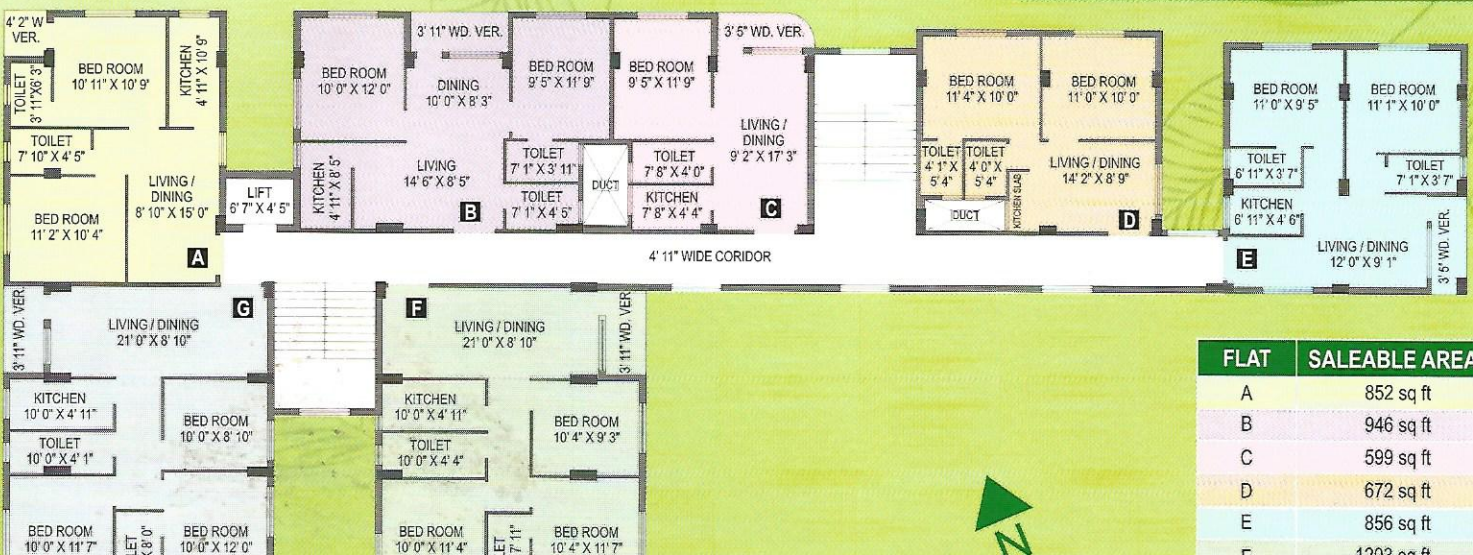 4' 2" W
VER.
BED ROOM
10' 11" X 10' 9"
KITCHEN
4' 11" X 10' 9"
TOILET
3' 11"X6' 3"
TOILET
7' 10" X 4' 5"
BED ROOM
11' 2" X 10' 4"
LIVING /
DINING
8' 10" X 15' 0"
A
LIFT
6' 7" X 4' 5"
BED ROOM
10' 0" X 12' 0"
3' 11" WD. VER.
DINING
10' 0" X 8' 3"
BED ROOM
9' 5" X 11' 9"
KITCHEN
4' 11" X 8' 5"
LIVING
14' 6" X 8' 5"
TOILET
7' 1" X 3' 11"
TOILET
7' 1" X 4' 5"
B
DUCT
BED ROOM
9' 5" X 11' 9"
3' 5" WD. VER.
LIVING /
DINING
9' 2" X 17' 3"
TOILET
7' 8" X 4' 0"
KITCHEN
7' 8" X 4' 4"
C
4' 11" WIDE CORIDOR
BED ROOM
11' 4" X 10' 0"
BED ROOM
11' 0" X 10' 0"
TOILET
4' 1" X
5' 4"
TOILET
4' 0" X
5' 4"
LIVING / DINING
14' 2" X 8' 9"
KITCHEN SLAB
DUCT
D
BED ROOM
11' 0" X 9' 5"
BED ROOM
11' 1" X 10' 0"
TOILET
6' 11" X 3' 7"
TOILET
7' 1" X 3' 7"
KITCHEN
6' 11" X 4' 6"
LIVING / DINING
12' 0" X 9' 1"
3' 5" WD. VER.
E
3' 11" WD. VER.
LIVING / DINING
21' 0" X 8' 10"
G
KITCHEN
10' 0" X 4' 11"
TOILET
10' 0" X 4' 1"
BED ROOM
10' 0" X 8' 10"
BED ROOM
10' 0" X 11' 7"
X 8' 0"
BED ROOM
10' 0" X 12' 0"
F
LIVING / DINING
21' 0" X 8' 10"
3' 11" WD. VER.
KITCHEN
10' 0" X 4' 11"
TOILET
10' 0" X 4' 4"
BED ROOM
10' 4" X 9' 3"
BED ROOM
10' 0" X 11' 4"
7' 11"
BED ROOM
10' 4" X 11' 7"
N
FLAT SALEABLE AREA
A 852 sq ft
B 946 sq ft
C 599 sq ft
D 672 sq ft
E 856 sq ft
F 1203 sq ft